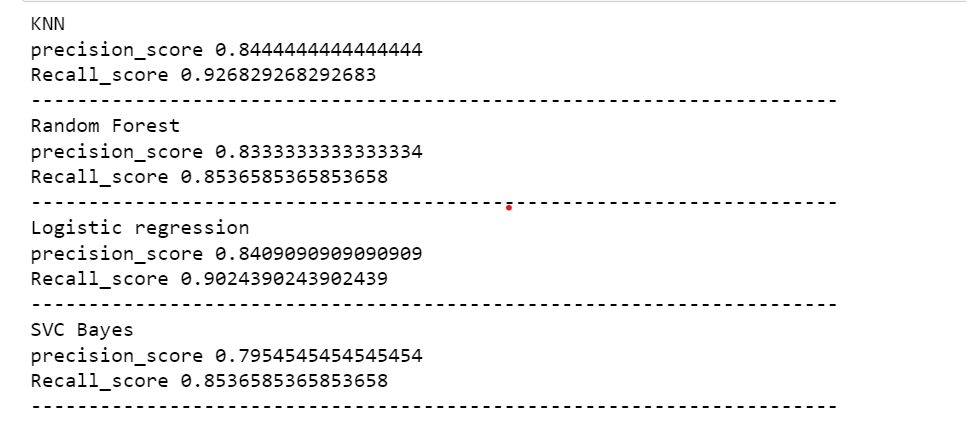 KNN
precision_score 0.8444444444444444
Recall_score 0.926829268292683
----------------------------------------------------------------------
Random Forest
precision_score 0.8333333333333334
Recall_score 0.8536585365853658
----------------------------------------------------------------------
Logistic regression
precision_score 0.8409090909090909
Recall_score 0.9024390243902439
----------------------------------------------------------------------
SVC Bayes
precision_score 0.7954545454545454
Recall_score 0.8536585365853658
----------------------------------------------------------------------